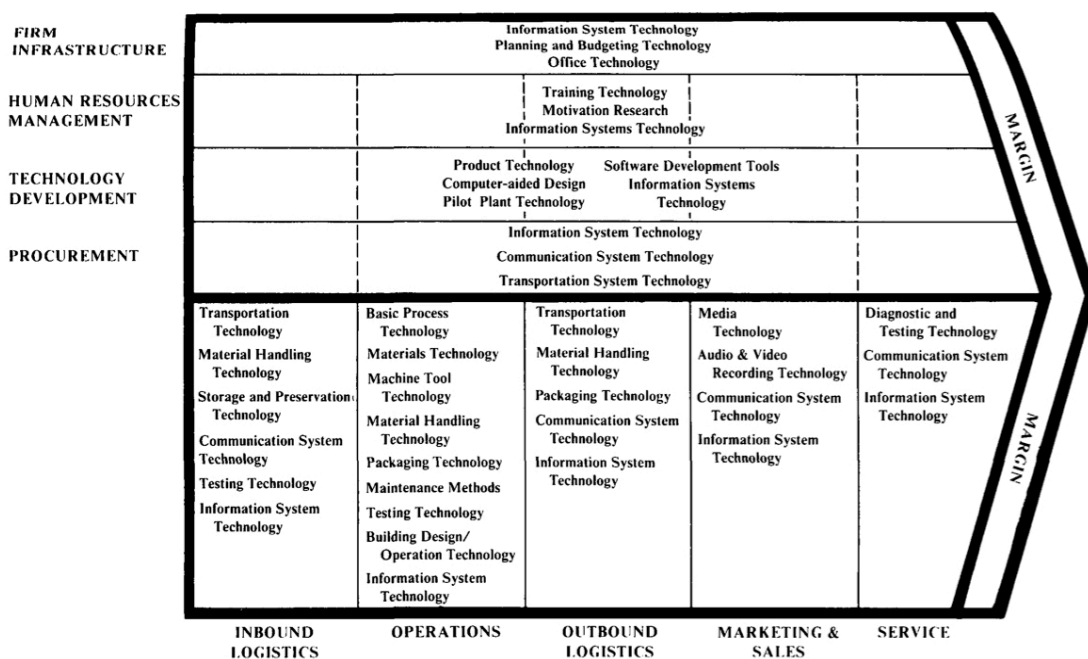 FIRM
INFRASTRUCTURE
Information System Technology
Planning and Budgeting Technology
Office Technology
HUMAN RESOURCES
MANAGEMENT
Training Technology
Motivation Research
Information Systems Technology
TECHNOLOGY
DEVELOPMENT
Product Technology
Computer-aided Design
Pilot Plant Technology
Software Development Tools
Information Systems
Technology
PROCUREMENT
Information System Technology
Communication System Technology
Transportation System Technology
MARGIN
Transportation
Technology
Material Handling
Technology
Storage and Preservation
Technology
Communication System
Technology
Testing Technology
Information System
Technology
Basic Process
Technology
Materials Technology
Machine Tool
Technology
Material Handling
Technology
Packaging Technology
Maintenance Methods
Testing Technology
Building Design/
Operation Technology
Information System
Technology
Transportation
Technology
Material Handling
Technology
Packaging Technology
Communication System
Technology
Information System
Technology
Media
Technology
Audio & Video
Recording Technology
Communication System
Technology
Information System
Technology
Diagnostic and
Testing Technology
Communication System
Technology
Information System
Technology
MARGIN
INBOUND
LOGISTICS
OPERATIONS
OUTBOUND
LOGISTICS
MARKETING &
SALES
SERVICE